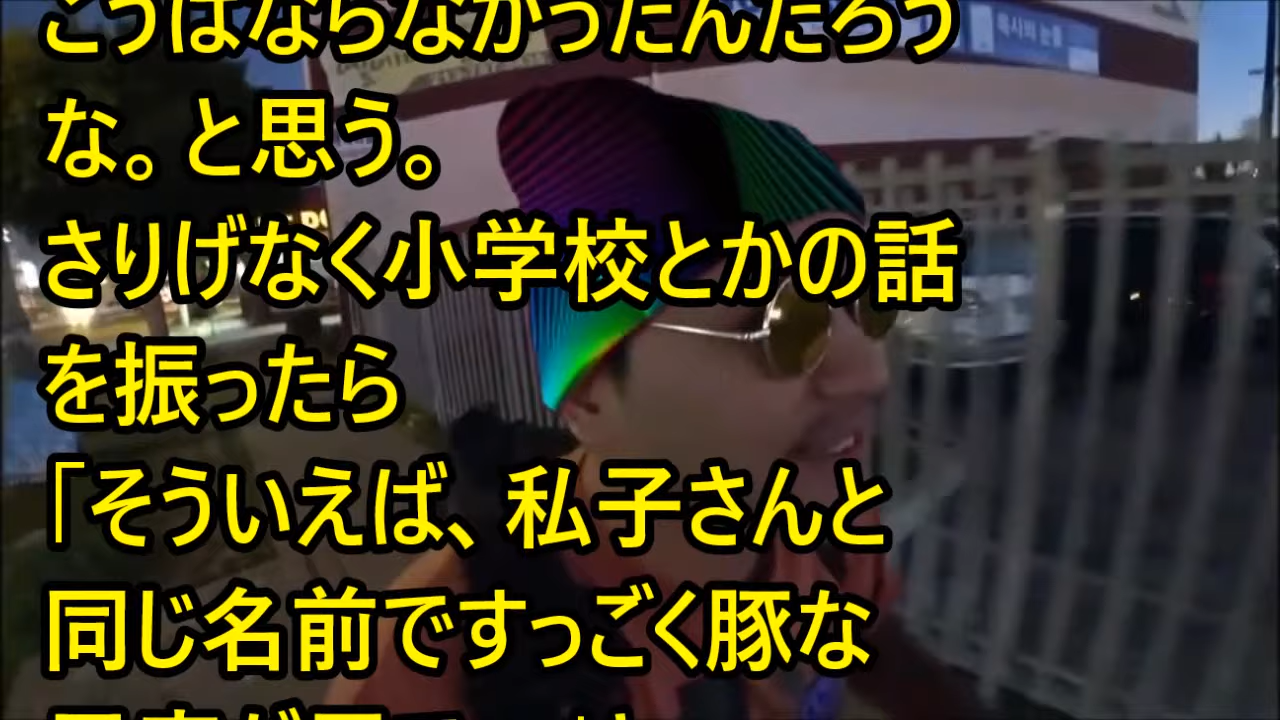 こうはならなかったんだろう
な。と思う。
さりげなく小学校とかの話
を振ったら
「そういえば、私子さんと
同じ名前ですっごく豚な